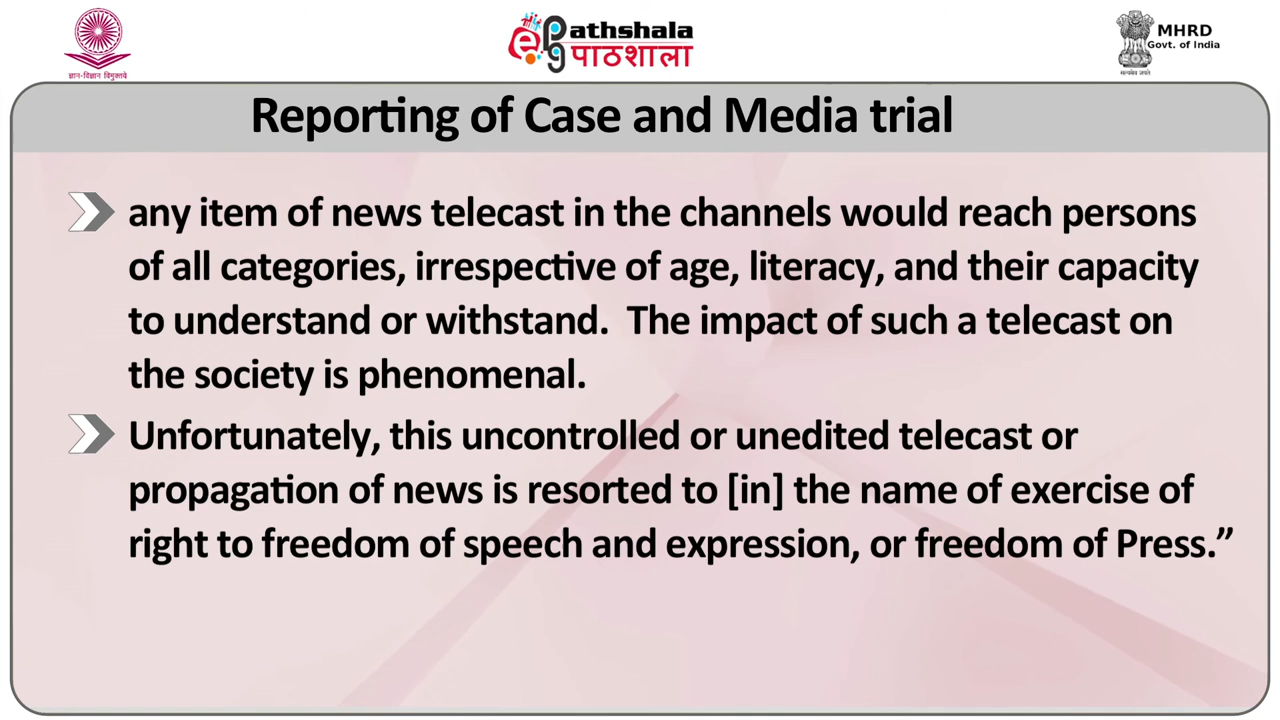 ज्ञान-विज्ञान विमुक्तये
Pathshala
पाठशाला
MHRD
Govt. of India
सत्यमेव जयते
Reporting of Case and Media trial
any item of news telecast in the channels would reach persons
of all categories, irrespective of age, literacy, and their capacity
to understand or withstand. The impact of such a telecast on
the society is phenomenal.
Unfortunately, this uncontrolled or unedited telecast or
propagation of news is resorted to [in] the name of exercise of
right to freedom of speech and expression, or freedom of Press.”